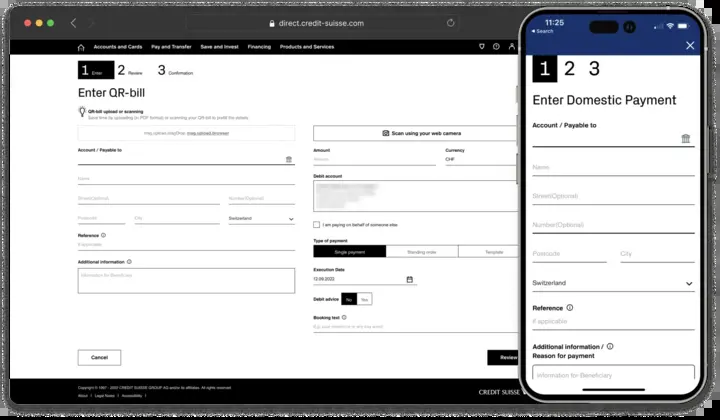 direct.credit-suisse.com
Accounts and Cards Pay and Transfer Save and Invest Financing Products and Services
1 Enter 2 Review 3 Confirmation
Enter QR-bill
QR-bill upload or scanning
Save time by uploading (in PDF format) or scanning your QR-bill to prefill the details.
Scan using your web camera
Account / Payable to
Name
Street(Optional) Number(Optional)
Postcode City Switzerland
Reference
If applicable
Additional information
Information for Beneficiary
Amount Currency
Amount CHF
Debit account
I am paying on behalf of someone else
Type of payment
Single payment Standing order Template
Execution Date
Debit advice No Yes
Booking text
Cancel Review
Copyright © 1997 - 2022 CREDIT SUISSE GROUP AG and/or its affiliates. All rights reserved.
About Legal Notes Accessibility
CREDIT SUISSE
11:25
Search
1 2 3
Enter Domestic Payment
Account / Payable to
Name
Street(Optional)
Number(Optional)
Postcode City
Switzerland
Reference
If applicable
Additional information /
Reason for payment
Information for Beneficiary